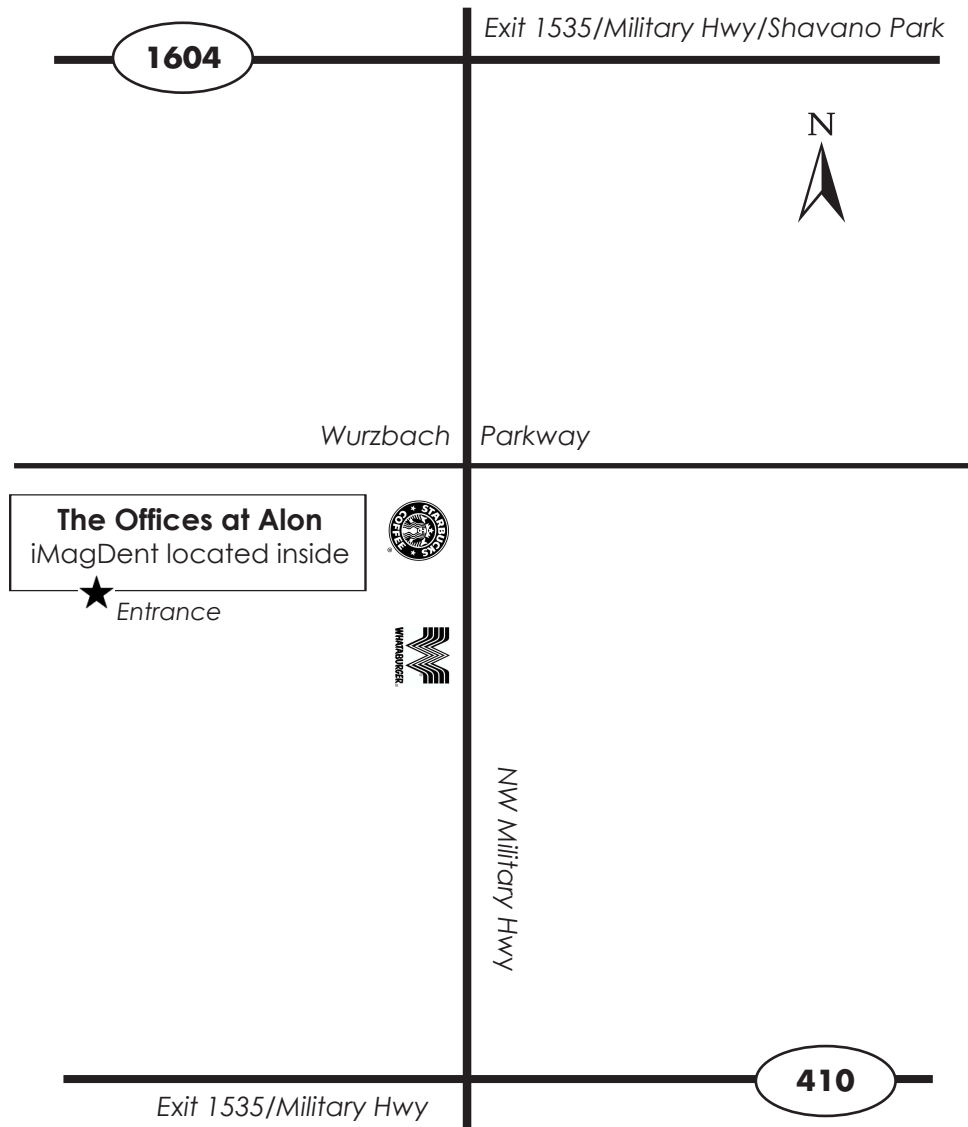 Exit 1535/Military Hwy/Shavano Park
1604
N
Wurzbach Parkway
The Offices at Alon
iMagDent located inside
Entrance
STARBUCKS
COFFEE
®
WHATABURGER
NW Military Hwy
410
Exit 1535/Military Hwy